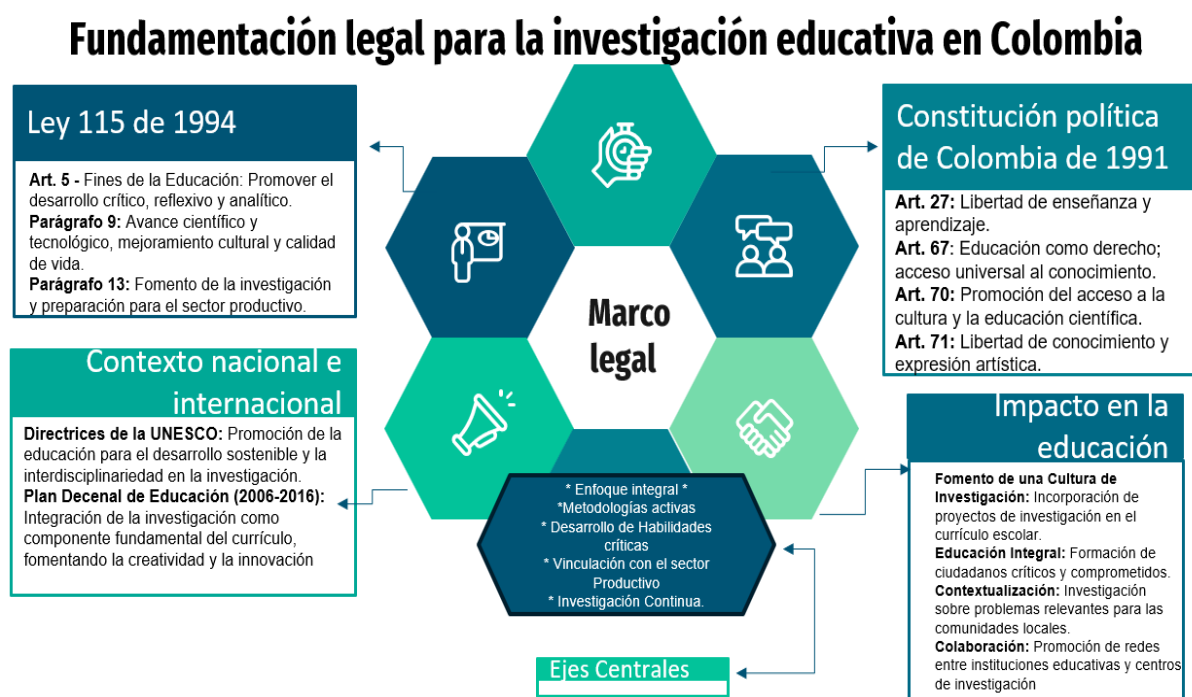 Fundamentación legal para la investigación educativa en Colombia
Ley 115 de 1994
Art. 5 - Fines de la Educación: Promover el
desarrollo crítico, reflexivo y analítico.
Parágrafo 9: Avance científico y
tecnológico, mejoramiento cultural y calidad
de vida.
Parágrafo 13: Fomento de la investigación
y preparación para el sector productivo.
Constitución política
de Colombia de 1991
Art. 27: Libertad de enseñanza y
aprendizaje.
Art. 67: Educación como derecho;
acceso universal al conocimiento.
Art. 70: Promoción del acceso a la
cultura y la educación científica.
Art. 71: Libertad de conocimiento y
expresión artística.
Marco
legal
Contexto nacional e
internacional
Directrices de la UNESCO: Promoción de la
educación para el desarrollo sostenible y la
interdisciplinariedad en la investigación.
Plan Decenal de Educación (2006-2016):
Integración de la investigación como
componente fundamental del currículo,
fomentando la creatividad y la innovación
Impacto en la
educación
Fomento de una Cultura de
Investigación: Incorporación de
proyectos de investigación en el
currículo escolar.
Educación Integral: Formación de
ciudadanos críticos y comprometidos.
Contextualización: Investigación
sobre problemas relevantes para las
comunidades locales.
Colaboración: Promoción de redes
entre instituciones educativas y centros
de investigación
* Enfoque integral *
*Metodologías activas
* Desarrollo de Habilidades
críticas
* Vinculación con el sector
Productivo
* Investigación Continua.
Ejes Centrales